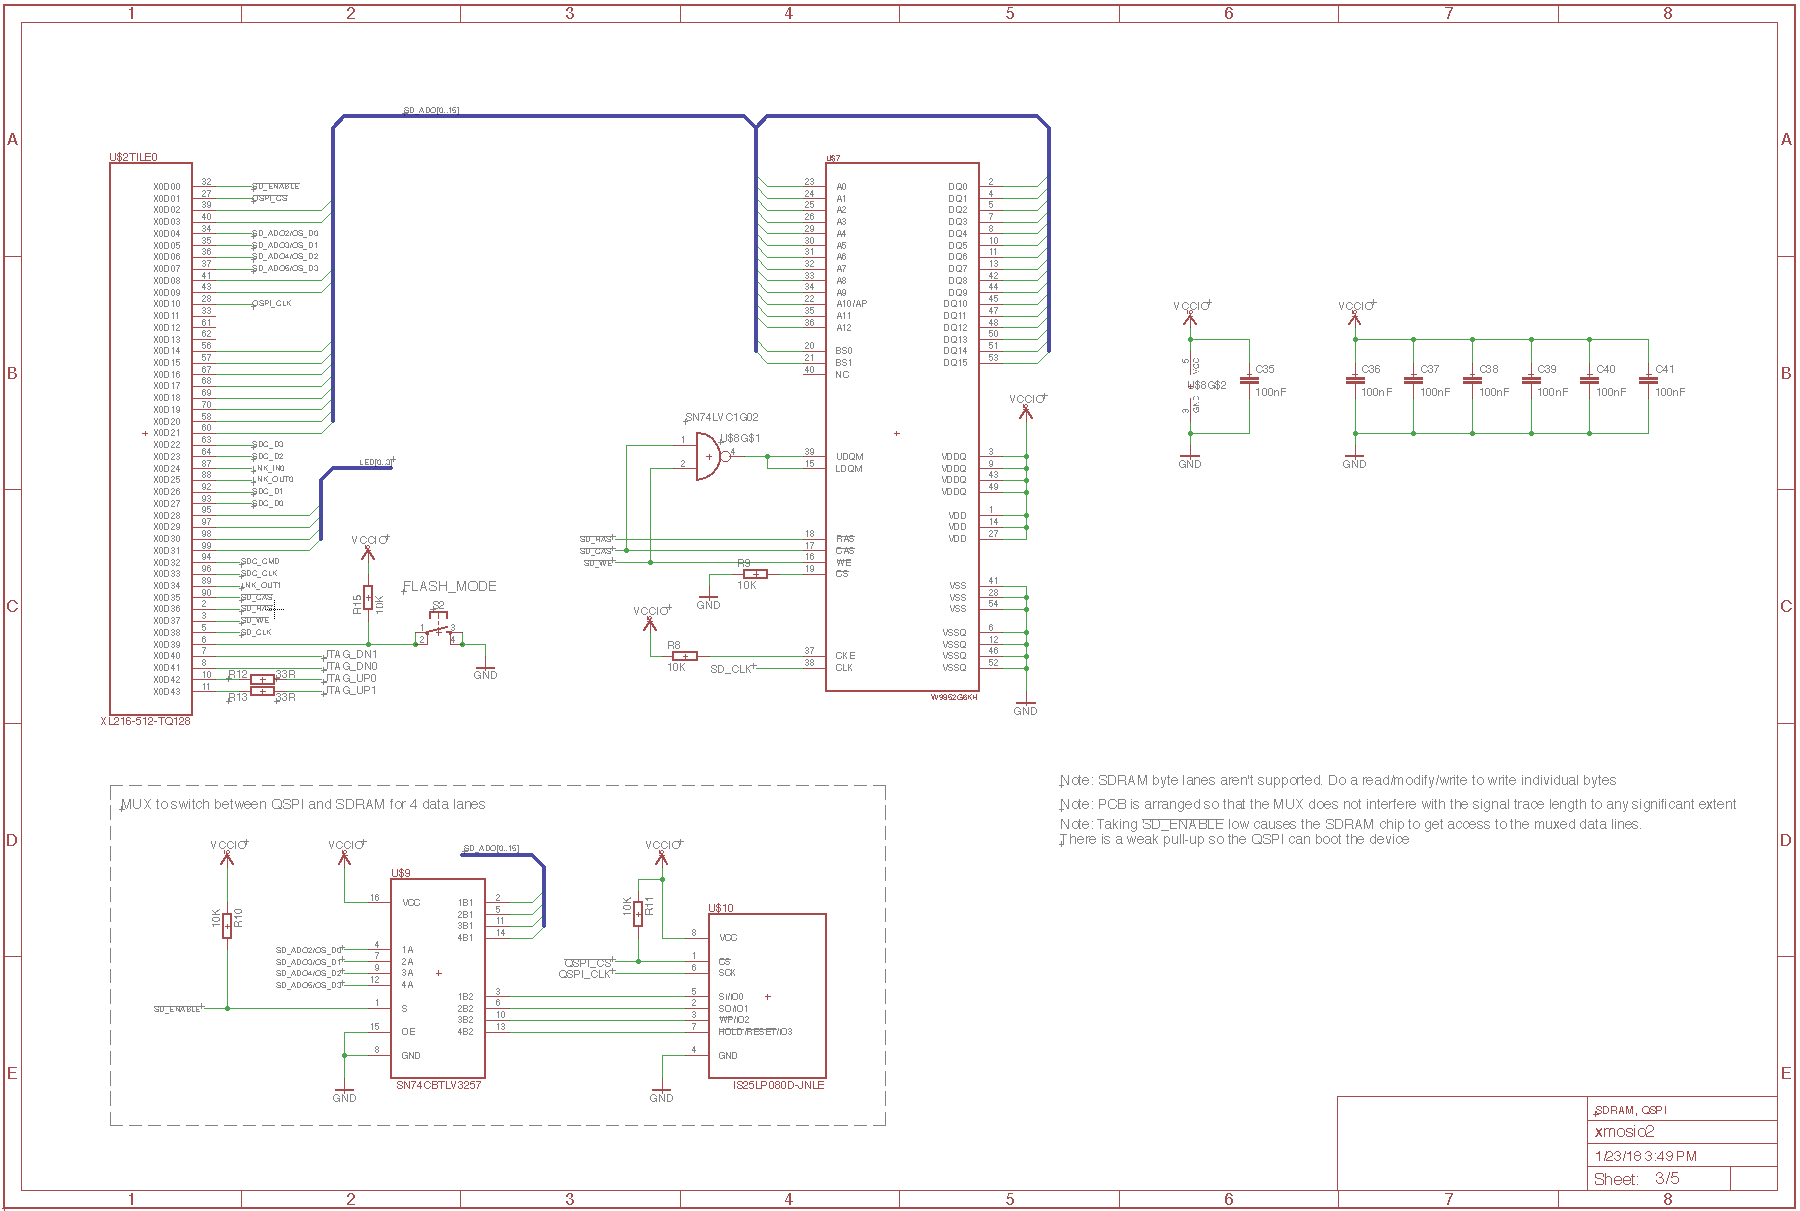 1 2 3 4 5 6 7 8
A A
B B
C C
D D
E E
SD_ADO[0..15]
U$2TILE0
X0D00 32 SD_ENABLE
X0D01 27 QSPI_CS
X0D02 39
X0D03 40
X0D04 34 SD_ADO2/QS_D0
X0D05 35 SD_ADO3/QS_D1
X0D06 36 SD_ADO4/QS_D2
X0D07 37 SD_ADO5/QS_D3
X0D08 41
X0D09 43
X0D10 28 QSPI_CLK
X0D11 33
X0D12 61
X0D13 62
X0D14 56
X0D15 57
X0D16 67
X0D17 68
X0D18 69
X0D19 70
X0D20 58
X0D21 60
X0D22 63 SDC_D3
X0D23 64 SDC_D2
X0D24 87 LNK_IN0
X0D25 88 LNK_OUT0
X0D26 92 SDC_D1
X0D27 93 SDC_D0
X0D28 95
X0D29 97
X0D30 98
X0D31 99
X0D32 94 SDC_CMD
X0D33 96 SDC_CLK
X0D34 89 LNK_OUT1
X0D35 90 SD_CAS
X0D36 2 SD_RAS
X0D37 3 SD_WE
X0D38 5 SD_CLK
X0D39 6
X0D40 7 JTAG_DN1
X0D41 8 JTAG_DN0
X0D42 10 R12 33R JTAG_UP0
X0D43 11 R13 33R JTAG_UP1
XL216-512-TQ128
LED[0..3]
VCCIO
R15 10K
FLASH_MODE
S2
1 3
2 4
GND
U$7
23 A0 DQ0 2
24 A1 DQ1 4
25 A2 DQ2 5
26 A3 DQ3 7
29 A4 DQ4 8
30 A5 DQ5 10
31 A6 DQ6 11
32 A7 DQ7 13
33 A8 DQ8 42
34 A9 DQ9 44
22 A10/AP DQ10 45
35 A11 DQ11 47
36 A12 DQ12 48
DQ13 50
20 BS0 DQ14 51
21 BS1 DQ15 53
40 NC
VCCIO
SN74LVC1G02
U$8G$1
1 2 4
39 UDQM VDDQ 3
15 LDQM VDDQ 9
VDDQ 43
VDDQ 49
VDD 1
VDD 14
VDD 27
SD_RAS 18 RAS
SD_CAS 17 CAS
SD_WE 16 WE
R9 10K 19 CS
GND
VSS 41
VSS 28
VSS 54
VSSQ 6
VSSQ 12
VSSQ 46
VSSQ 52
VCCIO
R8 10K 37 CKE
SD_CLK 38 CLK
W9952G6KH
GND
VCCIO
5 VCC
U$8G$2
3 GND
C35 100nF
GND
VCCIO
C36 C37 C38 C39 C40 C41
100nF 100nF 100nF 100nF 100nF 100nF
GND
Note: SDRAM byte lanes aren't supported. Do a read/modify/write to write individual bytes
Note: PCB is arranged so that the MUX does not interfere with the signal trace length to any significant extent
Note: Taking SD_ENABLE low causes the SDRAM chip to get access to the muxed data lines.
There is a weak pull-up so the QSPI can boot the device
MUX to switch between QSPI and SDRAM for 4 data lanes
VCCIO VCCIO SD_ADO[0..15] VCCIO
10K R10
U$9
16 VCC 1B1 2
2B1 5
3B1 11
4B1 14
SD_ADO2/QS_D0 4 1A
SD_ADO3/QS_D1 7 2A
SD_ADO4/QS_D2 9 3A
SD_ADO5/QS_D3 12 4A
1B2 3
SD_ENABLE 1 S 2B2 6
3B2 10
15 OE 4B2 13
8 GND
SN74CBTLV3257
GND
10K R11
U$10
8 VCC
QSPI_CS 1 CS
QSPI_CLK 6 SCK
5 SI/IO0
2 SO/IO1
3 WP/IO2
7 HOLD/RESET/IO3
4 GND
IS25LP080D-JNLE
GND
SDRAM, QSPI
xmosio2
1/23/18 3:49 PM
Sheet: 3/5
1 2 3 4 5 6 7 8